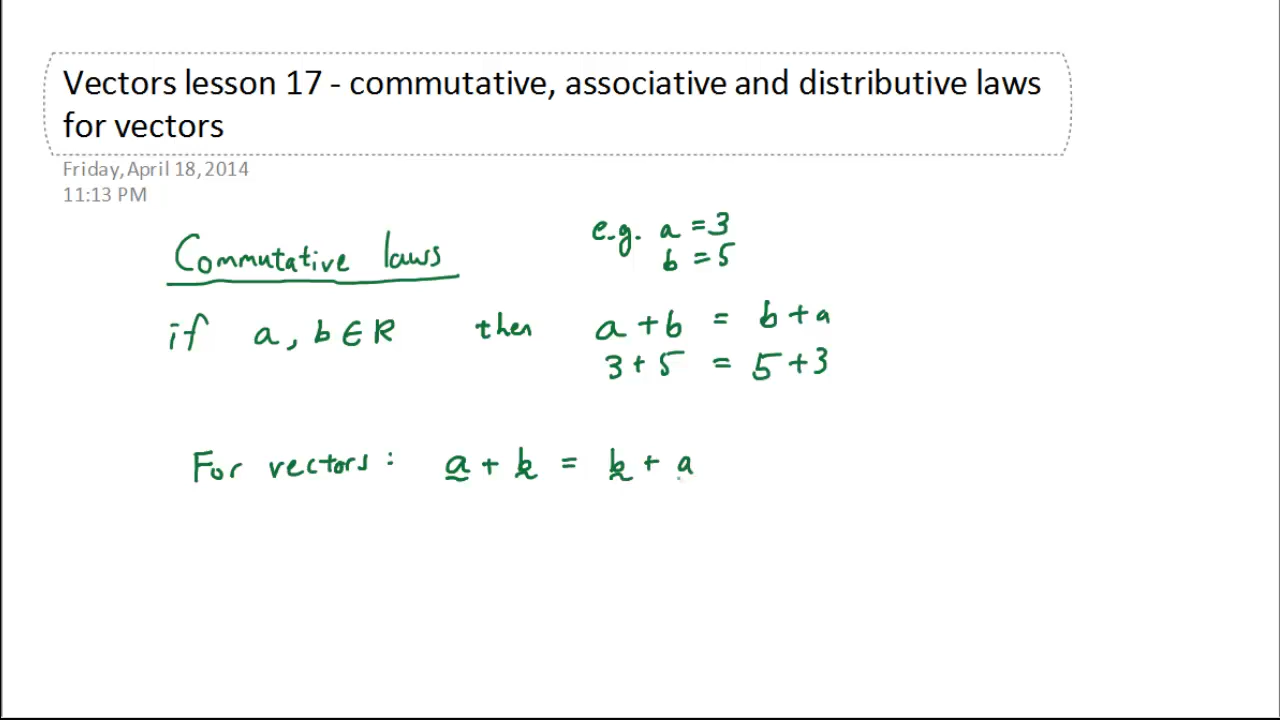 Vectors lesson 17 - commutative, associative and distributive laws
for vectors
Friday, April 18, 2014
11:13 PM
Commutative laws
e.g. a = 3
b = 5
if a, b ∈ R then a + b = b + a
3 + 5 = 5 + 3
For vectors : a + b = b + a